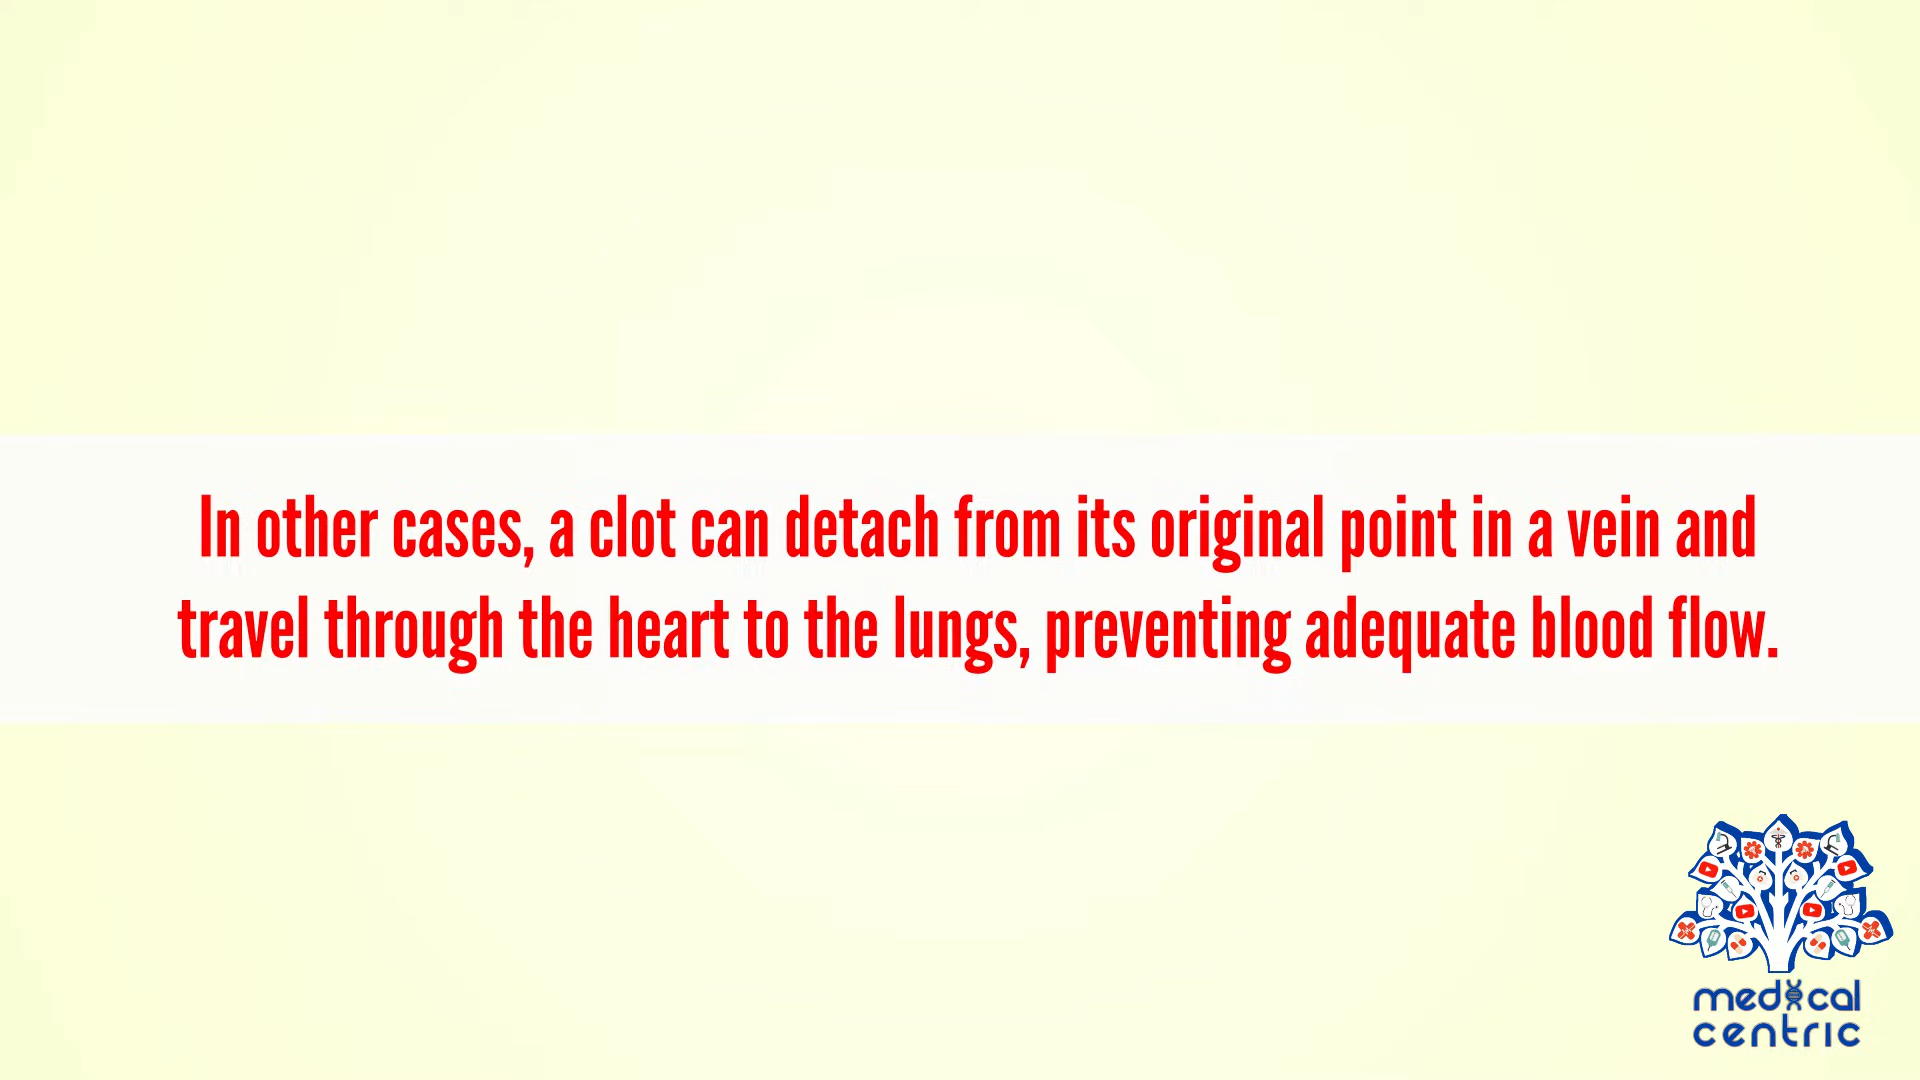 In other cases, a clot can detach from its original point in a vein and
travel through the heart to the lungs, preventing adequate blood flow.
medical
centric